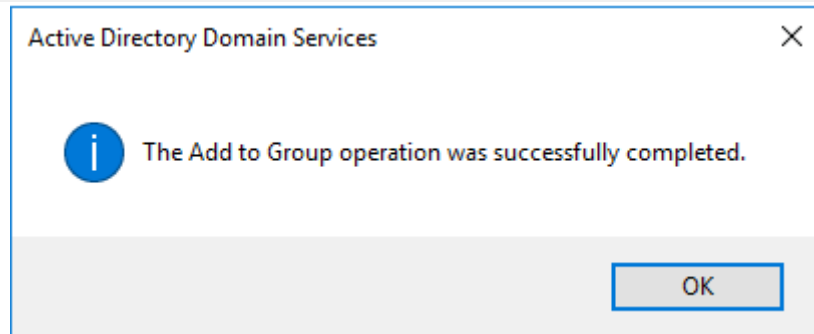 Active Directory Domain Services
The Add to Group operation was successfully completed.
OK